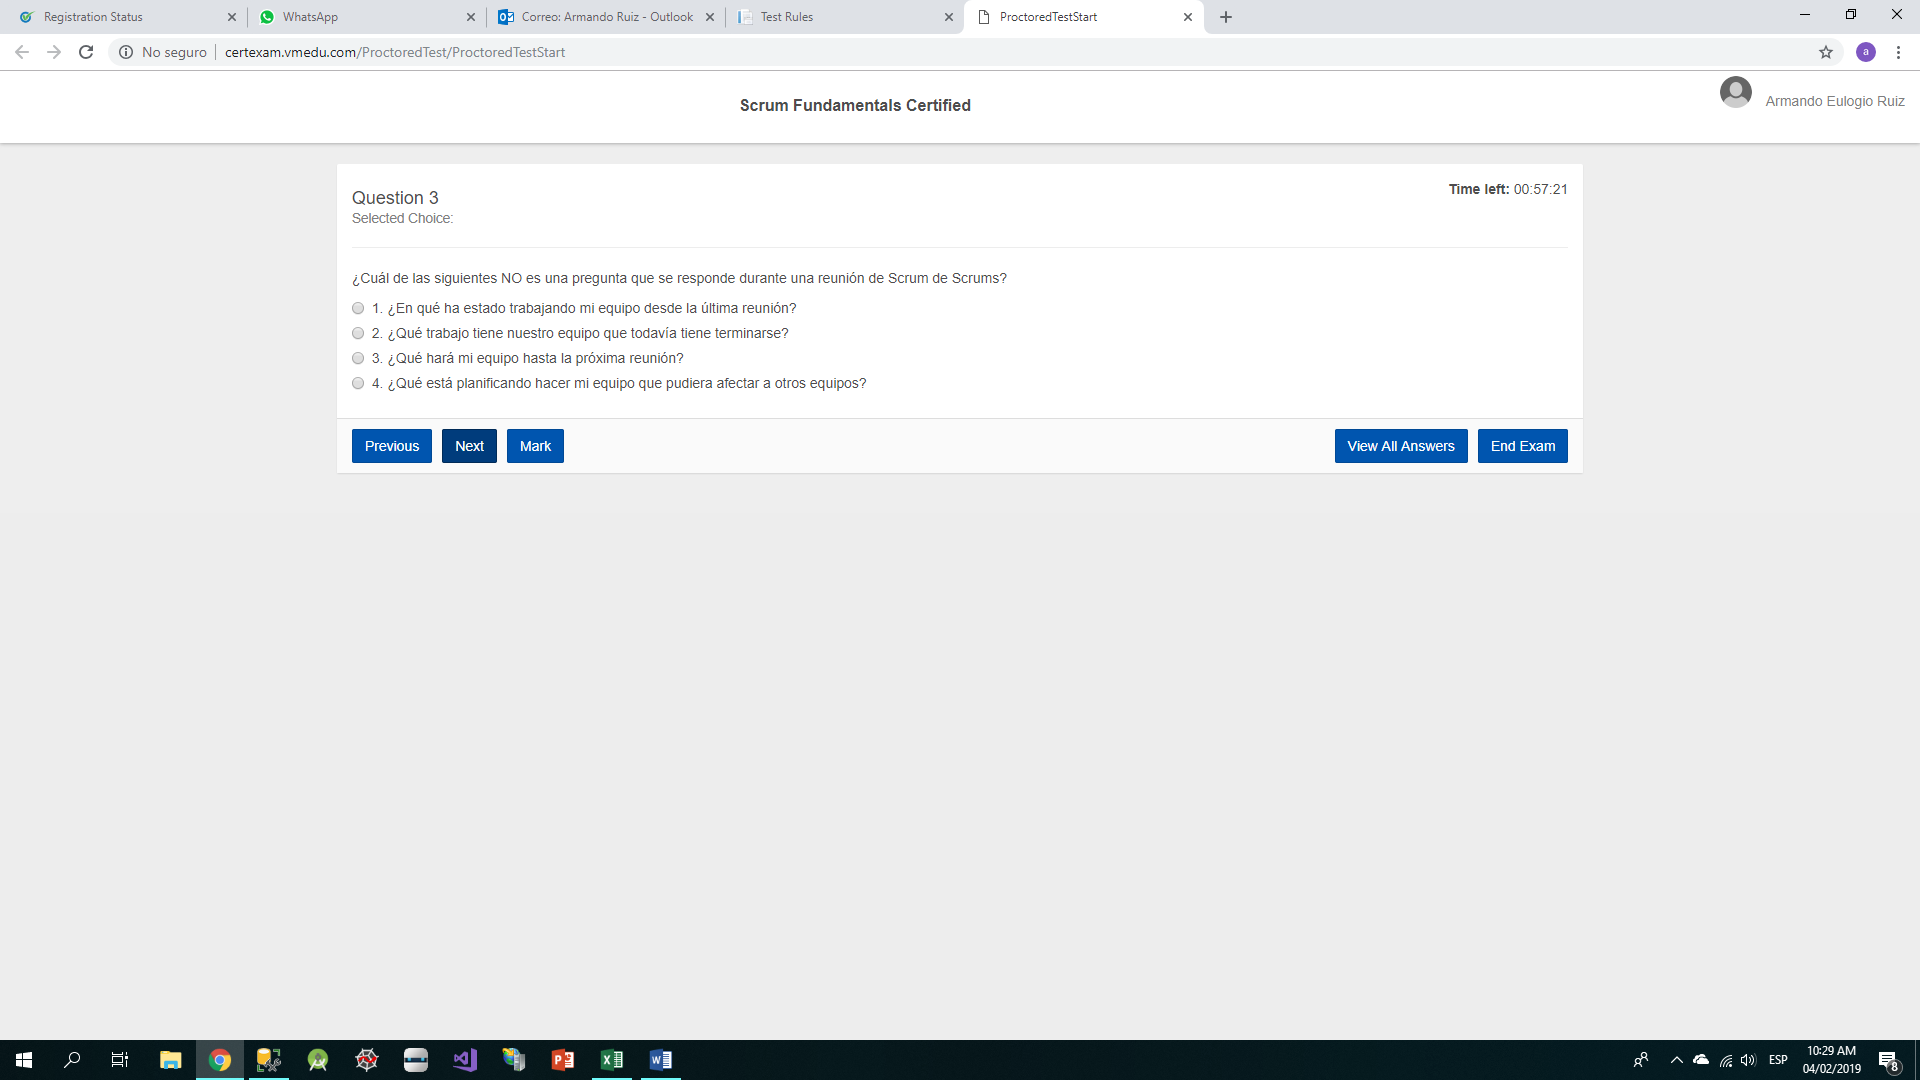 Registration Status
WhatsApp
Correo: Armando Ruiz - Outlook
Test Rules
ProctoredTestStart
No seguro
certexam.vmedu.com/ProctoredTest/ProctoredTestStart
a
Scrum Fundamentals Certified
Armando Eulogio Ruiz
Question 3
Time left: 00:57:21
Selected Choice:
¿Cuál de las siguientes NO es una pregunta que se responde durante una reunión de Scrum de Scrums?
1. ¿En qué ha estado trabajando mi equipo desde la última reunión?
2. ¿Qué trabajo tiene nuestro equipo que todavía tiene terminarse?
3. ¿Qué hará mi equipo hasta la próxima reunión?
4. ¿Qué está planificando hacer mi equipo que pudiera afectar a otros equipos?
Previous
Next
Mark
View All Answers
End Exam
ESP
10:29 AM
04/02/2019
8